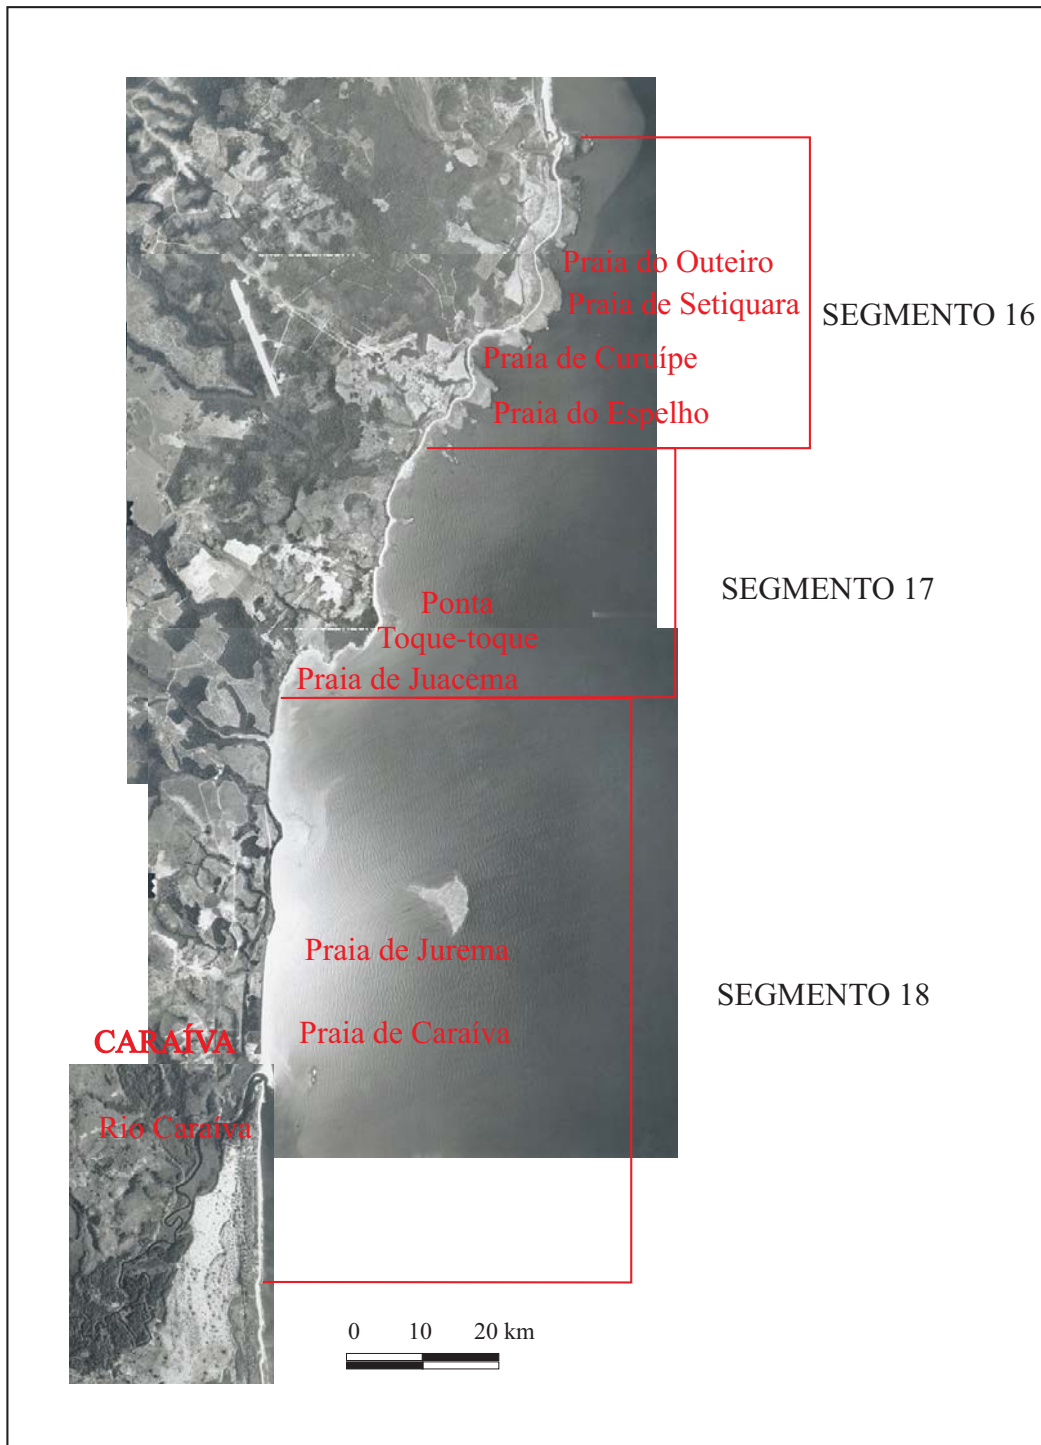 Praia do Outeiro
Praia de Setiquara
SEGMENTO 16
Praia de Curuípe
Praia do Espelho
SEGMENTO 17
Ponta
Toque-toque
Praia de Juacema
Praia de Jurema
SEGMENTO 18
Praia de Caraíva
CARAÍVA
Rio Caraíva
0 10 20 km